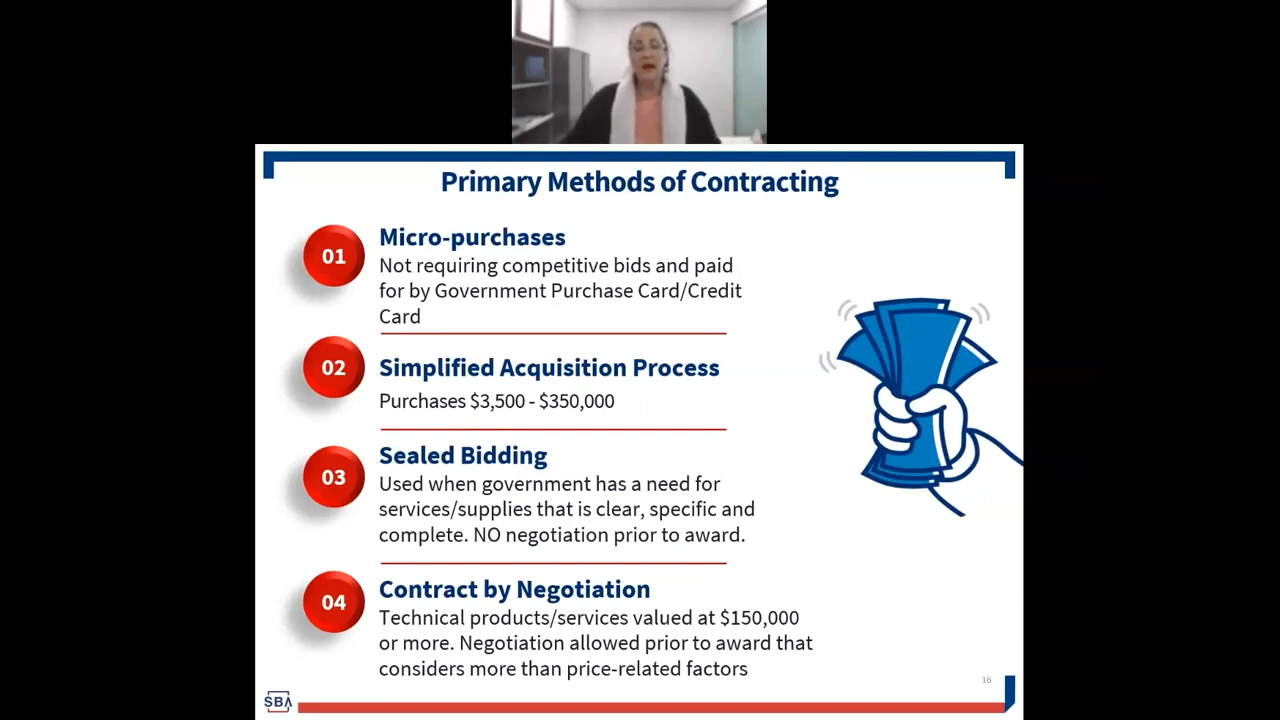 Primary Methods of Contracting
01
Micro-purchases
Not requiring competitive bids and paid
for by Government Purchase Card/Credit
Card
02
Simplified Acquisition Process
Purchases $3,500 - $350,000
03
Sealed Bidding
Used when government has a need for
services/supplies that is clear, specific and
complete. NO negotiation prior to award.
04
Contract by Negotiation
Technical products/services valued at $150,000
or more. Negotiation allowed prior to award that
considers more than price-related factors
16
SBA